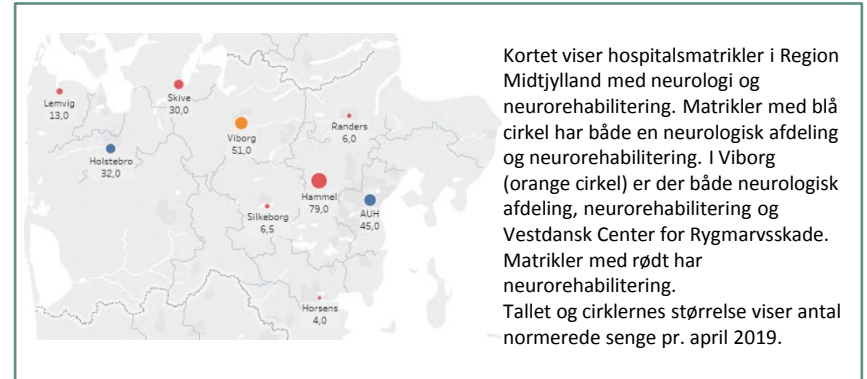 Lemvig
13,0
Skive
30,0
Holstebro
32,0
Viborg
51,0
Randers
6,0
Hammel
79,0
Silkeborg
6,5
AUH
45,0
Horsens
4,0
Kortet viser hospitalsmatrikler i Region
Midtjylland med neurologi og
neurorehabilitering. Matrikler med blå
cirkel har både en neurologisk afdeling
og neurorehabilitering. I Viborg
(orange cirkel) er der både neurologisk
afdeling, neurorehabilitering og
Vestdansk Center for Rygmarvsskade.
Matrikler med rødt har
neurorehabilitering.
Tallet og cirklernes størrelse viser antal
normerede senge pr. april 2019.